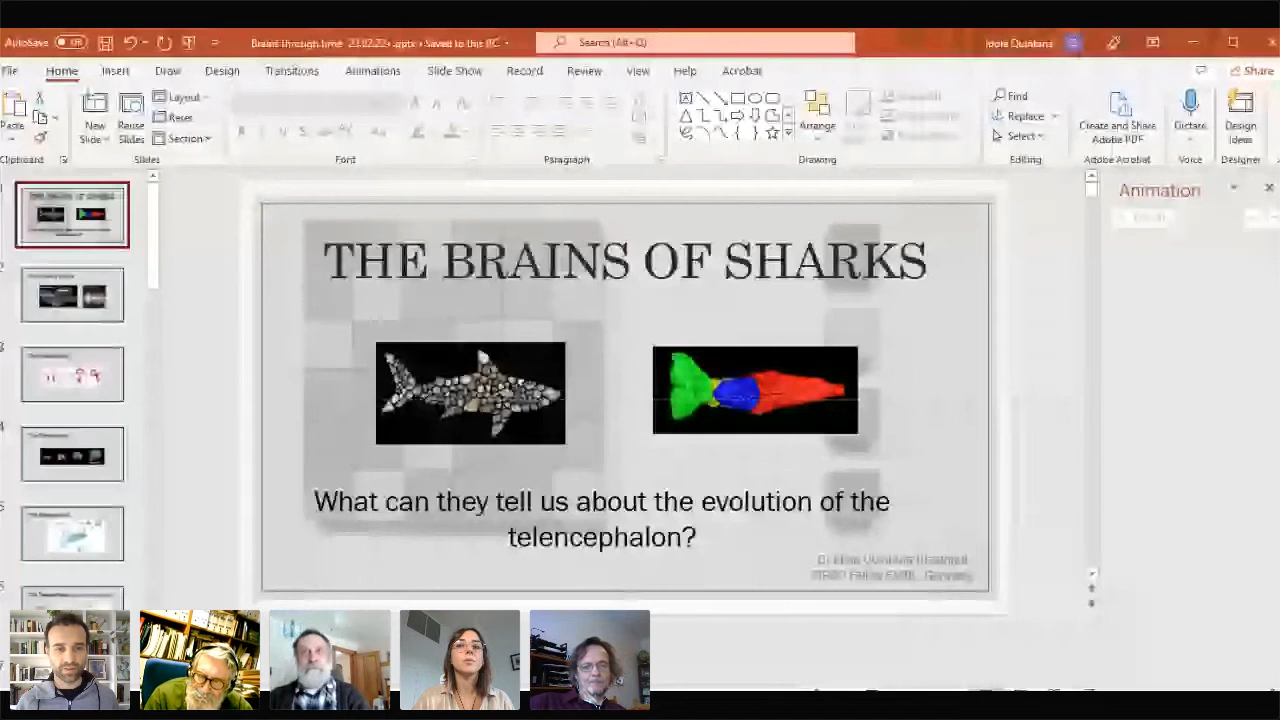 AutoSave Off
Brains through time 23.02.22 .pptx • Saved to this PC
Search (Alt+Q)
File Home Insert Draw Design Transitions Animations Slide Show Record Review View Help Acrobat Share
Paste
New Slide
Reuse Slides
Layout
Reset
Section
Arrange
Find
Replace
Select
Create and Share Adobe PDF
Dictate
Design Ideas
Clipboard Slides Font Paragraph Drawing Editing Adobe Acrobat Voice Designer
Animation
THE BRAINS OF SHARKS
What can they tell us about the evolution of the
telencephalon?